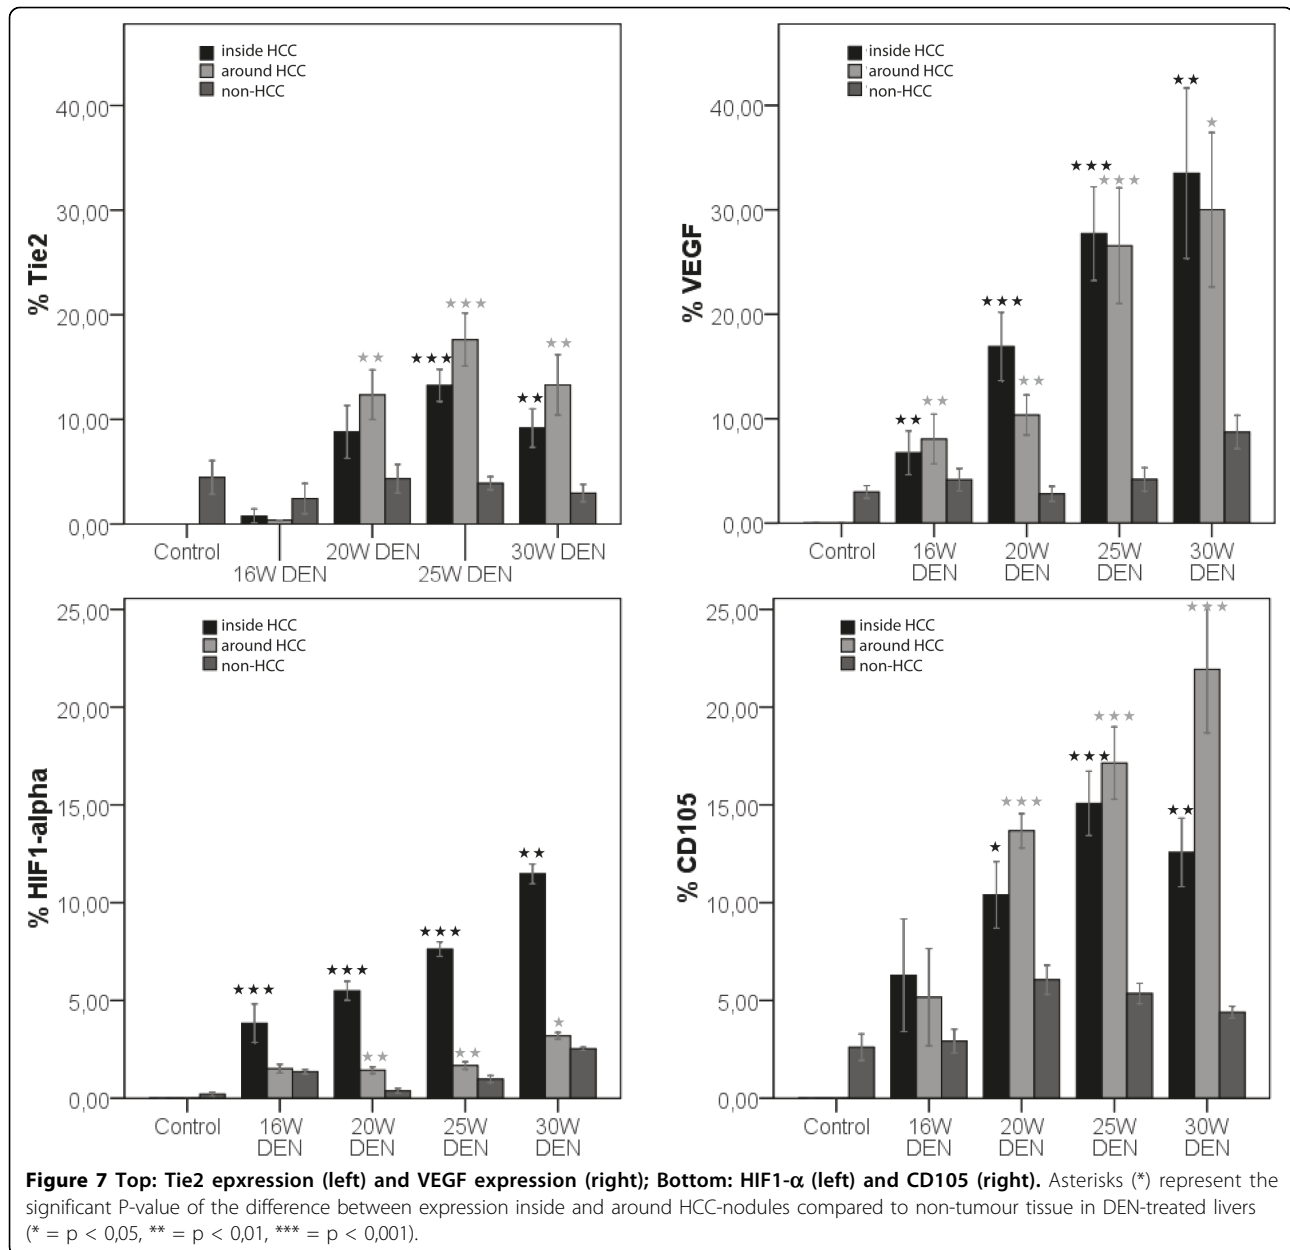 inside HCC
around HCC
non-HCC
40,00
30,00
20,00
10,00
0,00
% Tie2
★★
★★★
★★★
★★
★★
Control
16W DEN
20W DEN
25W DEN
30W DEN
inside HCC
around HCC
non-HCC
40,00
30,00
20,00
10,00
0,00
% VEGF
★★
★★
★★★
★★
★★★
★★★
★★
★
Control
16W DEN
20W DEN
25W DEN
30W DEN
inside HCC
around HCC
non-HCC
25,00
20,00
15,00
10,00
5,00
0,00
% HIF1-alpha
★★★
★★★
★★
★★★
★★
★★
★
Control
16W DEN
20W DEN
25W DEN
30W DEN
inside HCC
around HCC
non-HCC
25,00
20,00
15,00
10,00
5,00
0,00
% CD105
★
★★★
★★★
★★★
★★
★★★
Control
16W DEN
20W DEN
25W DEN
30W DEN
Figure 7 Top: Tie2 epxression (left) and VEGF expression (right); Bottom: HIF1-α (left) and CD105 (right). Asterisks (*) represent the
significant P-value of the difference between expression inside and around HCC-nodules compared to non-tumour tissue in DEN-treated livers
(* = p < 0,05, ** = p < 0,01, *** = p < 0,001).